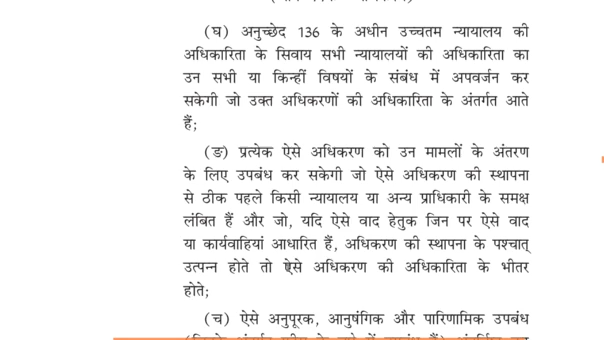 (घ) अनुच्छेद 136 के अधीन उच्चतम न्यायालय की
अधिकारिता के सिवाय सभी न्यायालयों की अधिकारिता का
उन सभी या किन्हीं विषयों के संबंध में अपवर्जन कर
सकेगी जो उक्त अधिकरणों की अधिकारिता के अंतर्गत आते
हैं;
(ङ) प्रत्येक ऐसे अधिकरण को उन मामलों के अंतरण
के लिए उपबंध कर सकेगी जो ऐसे अधिकरण की स्थापना
से ठीक पहले किसी न्यायालय या अन्य प्राधिकारी के समक्ष
लंबित हैं और जो, यदि ऐसे वाद हेतुक जिन पर ऐसे वाद
या कार्यवाहियां आधारित हैं, अधिकरण की स्थापना के पश्चात्
उत्पन्न होते तो ऐसे अधिकरण की अधिकारिता के भीतर
होते;
(च) ऐसे अनुपूरक, आनुषंगिक और पारिणामिक उपबंध